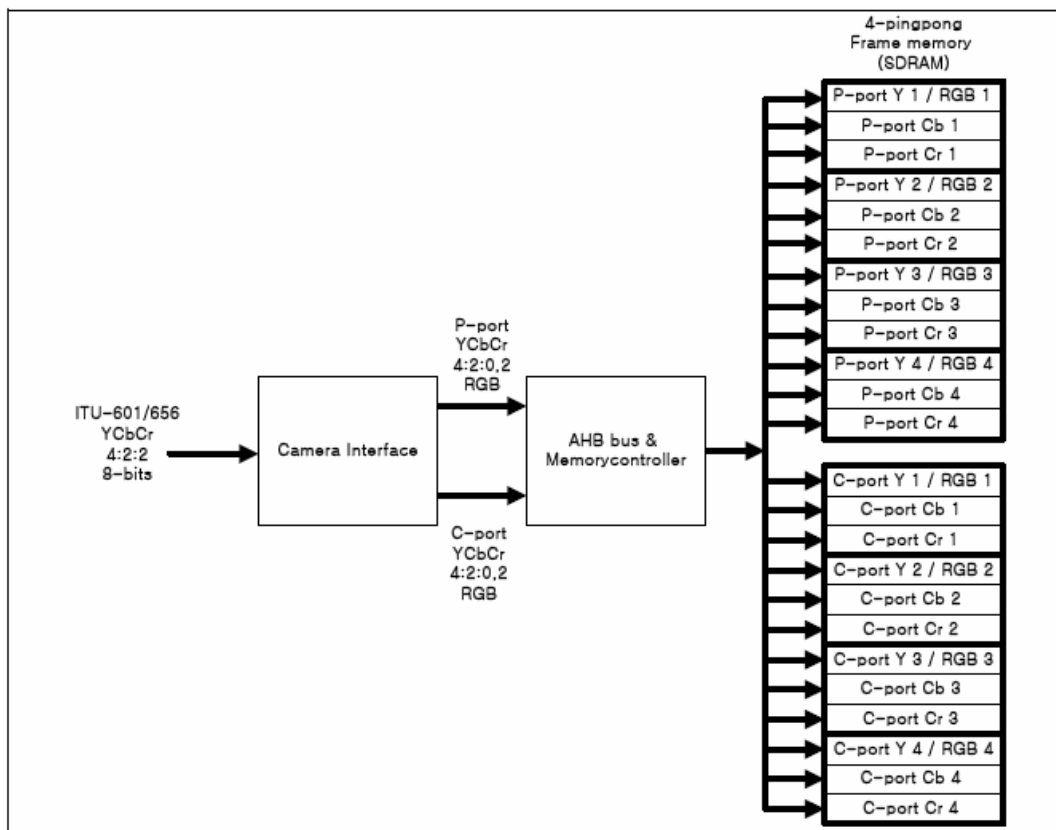 4-pingpong
Frame memory
(SDRAM)
P-port Y 1 / RGB 1
P-port Cb 1
P-port Cr 1
P-port Y 2 / RGB 2
P-port Cb 2
P-port Cr 2
P-port Y 3 / RGB 3
P-port Cb 3
P-port Cr 3
P-port Y 4 / RGB 4
P-port Cb 4
P-port Cr 4
ITU-601/656
YCbCr
4:2:2
8-bits
Camera Interface
P-port
YCbCr
4:2:0,2
RGB
C-port
YCbCr
4:2:0,2
RGB
AHB bus &
Memorycontroller
C-port Y 1 / RGB 1
C-port Cb 1
C-port Cr 1
C-port Y 2 / RGB 2
C-port Cb 2
C-port Cr 2
C-port Y 3 / RGB 3
C-port Cb 3
C-port Cr 3
C-port Y 4 / RGB 4
C-port Cb 4
C-port Cr 4